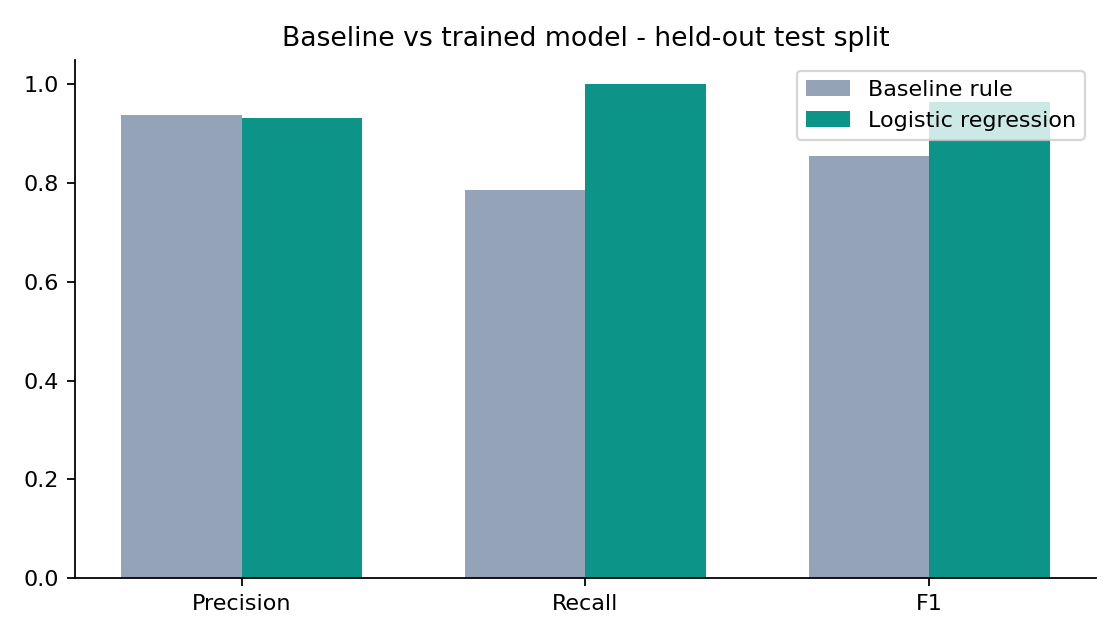 Baseline vs trained model - held-out test split
Baseline rule
Logistic regression
1.0
0.8
0.6
0.4
0.2
0.0
Precision
Recall
F1